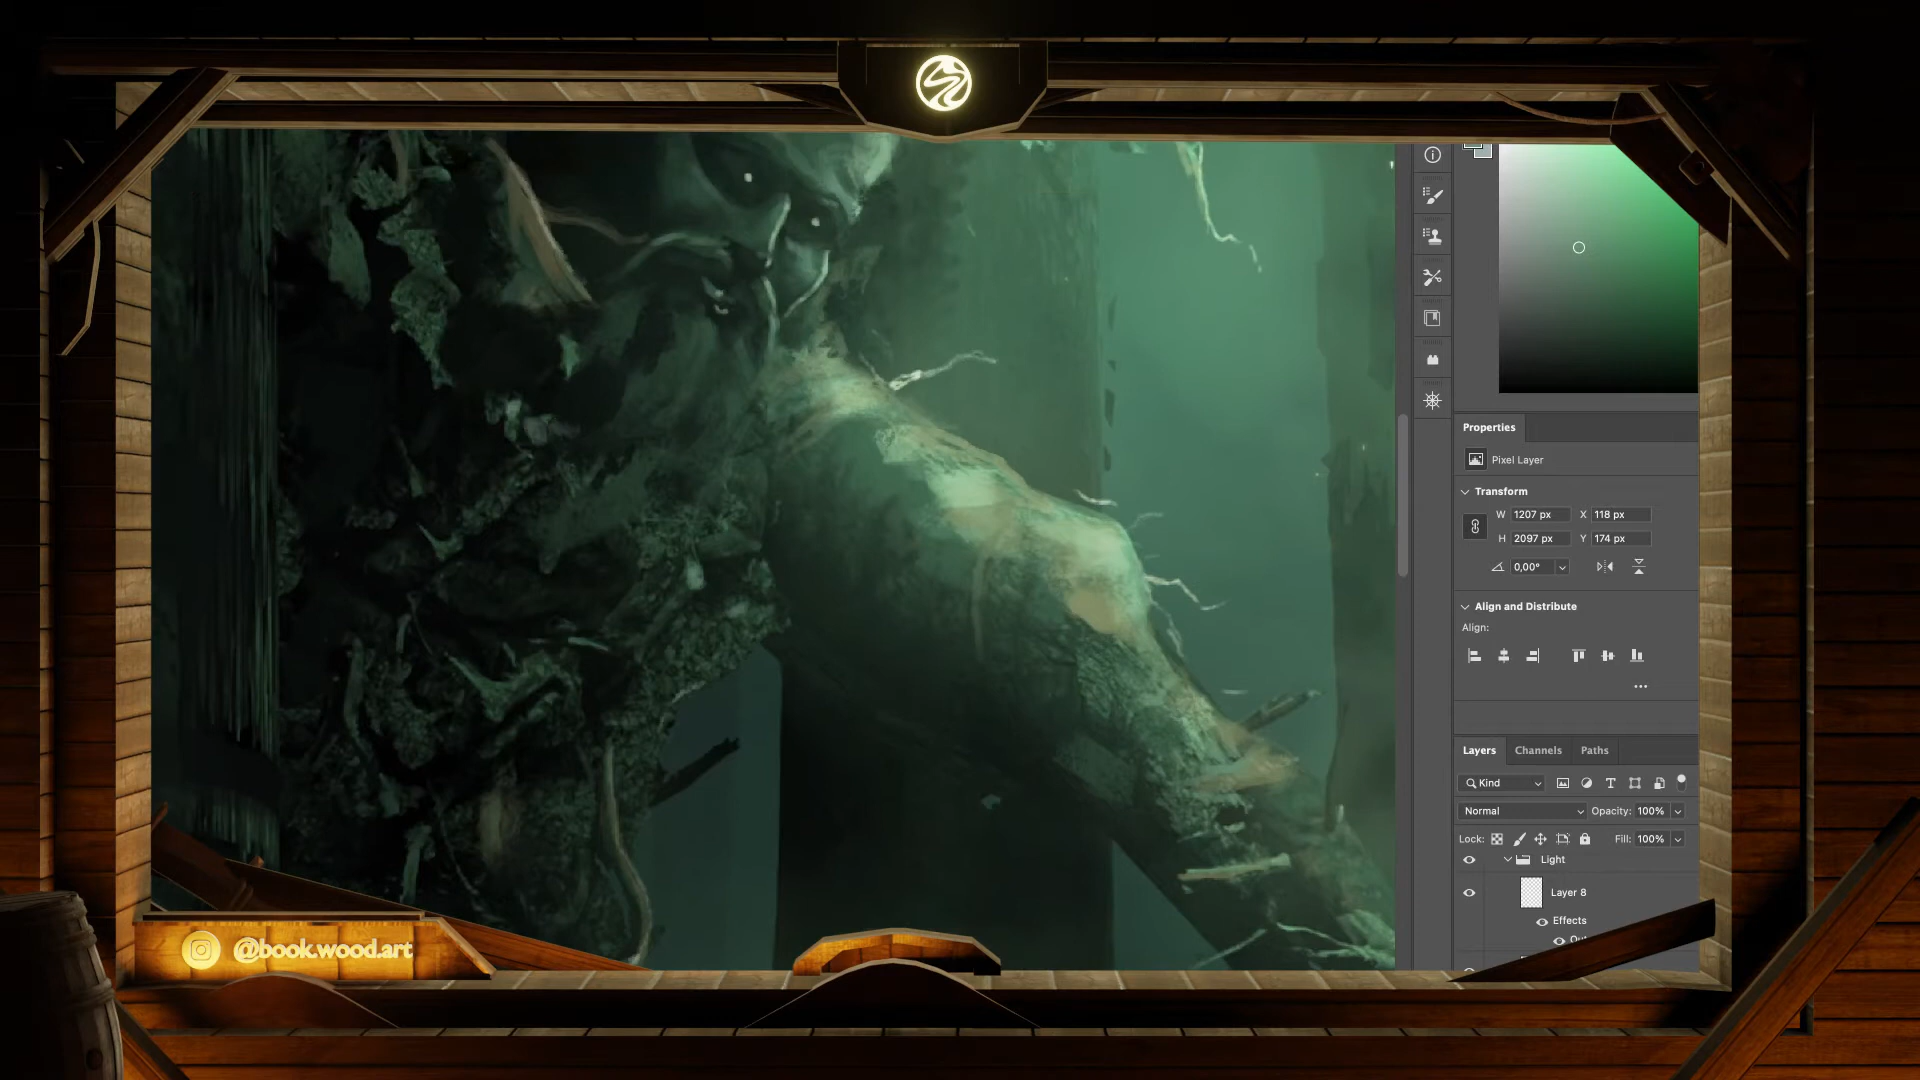 Properties
Pixel Layer
Transform
W 1207 px X 118 px
H 2097 px Y 174 px
0,00°
Align and Distribute
Align:
Layers Channels Paths
Kind
Normal Opacity: 100%
Lock: Fill: 100%
Light
Layer 8
Effects
@book.wood.art